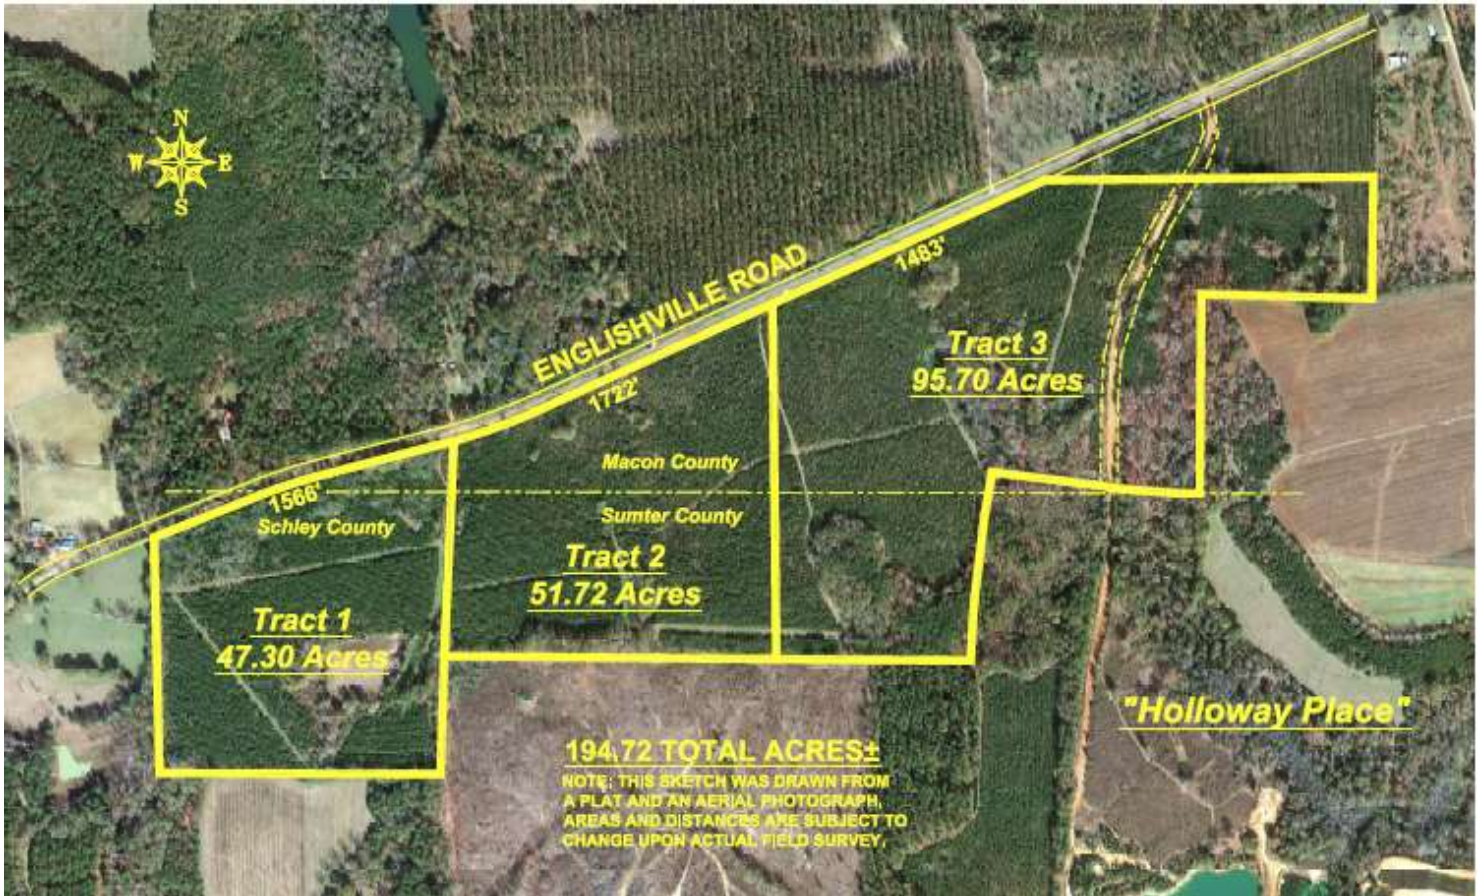 N
W E
S
ENGLISHVILLE ROAD
1483'
1722'
1566'
Tract 3
95.70 Acres
Macon County
Schley County
Sumter County
Tract 2
51.72 Acres
Tract 1
47.30 Acres
"Holloway Place"
194.72 TOTAL ACRES±
NOTE: THIS SKETCH WAS DRAWN FROM
A PLAT AND AN AERIAL PHOTOGRAPH.
AREAS AND DISTANCES ARE SUBJECT TO
CHANGE UPON ACTUAL FIELD SURVEY.